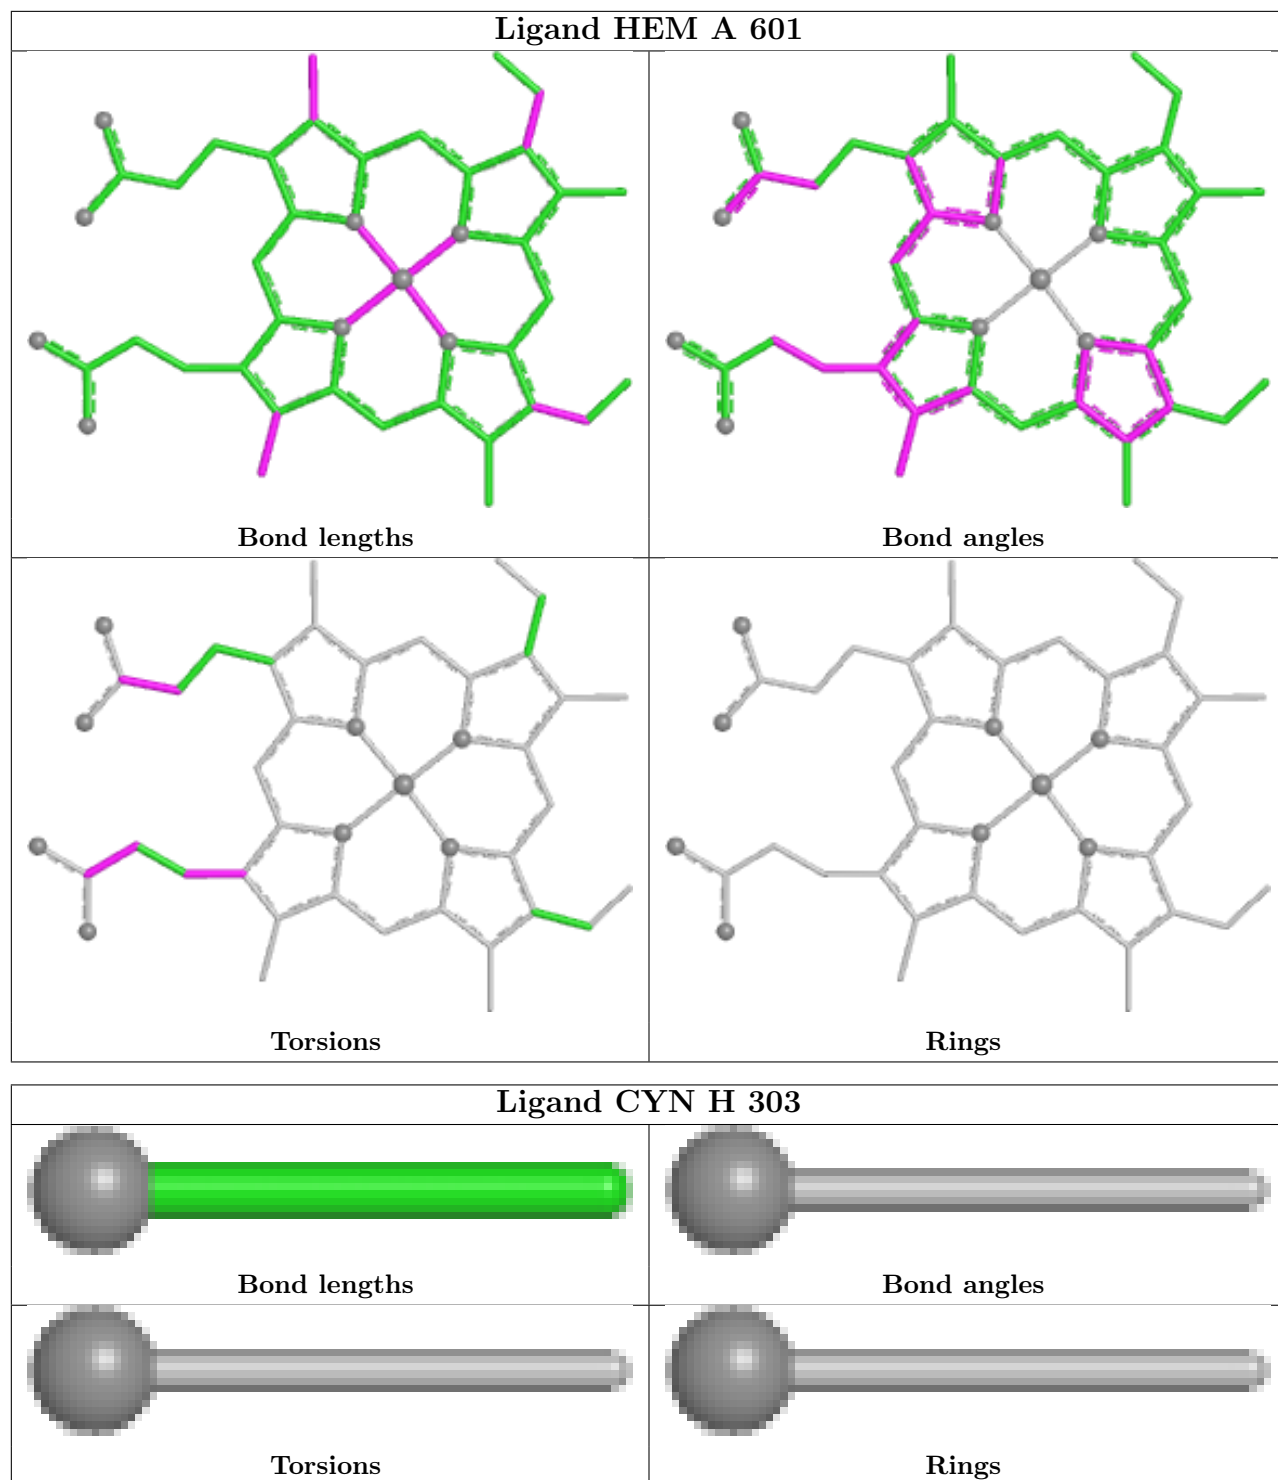 Ligand HEM A 601
Bond lengths
Bond angles
Torsions
Rings
Ligand CYN H 303
Bond lengths
Bond angles
Torsions
Rings